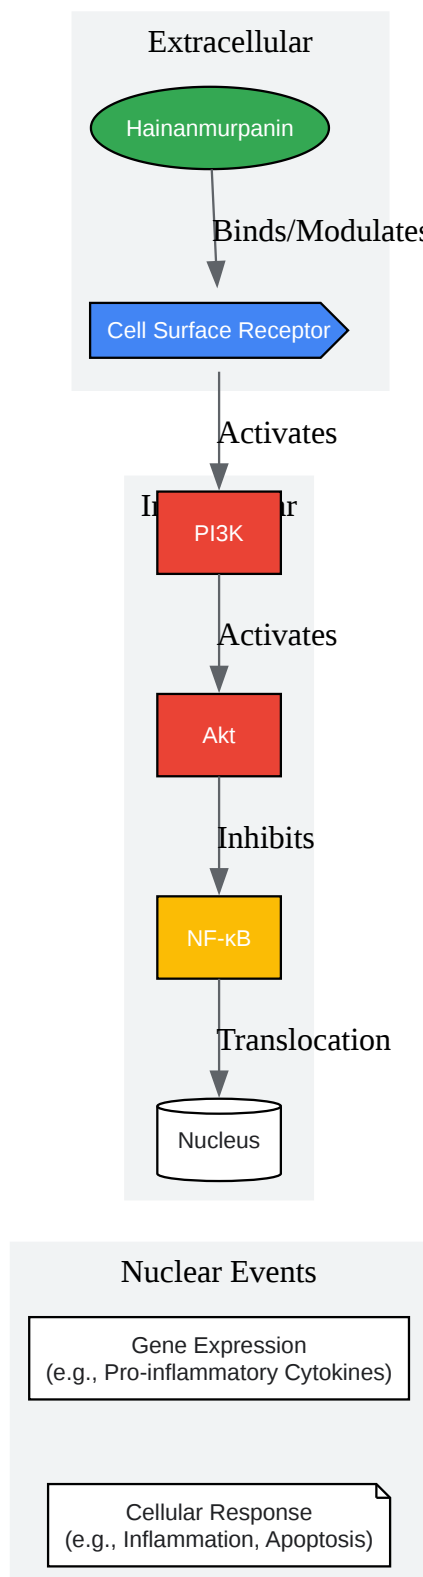 Extracellular
Hainanmurpanin
Binds/Modulates
Cell Surface Receptor
Activates
PI3K
Activates
Akt
Inhibits
NF-κB
Translocation
Nucleus
Nuclear Events
Gene Expression
(e.g., Pro-inflammatory Cytokines)
Cellular Response
(e.g., Inflammation, Apoptosis)